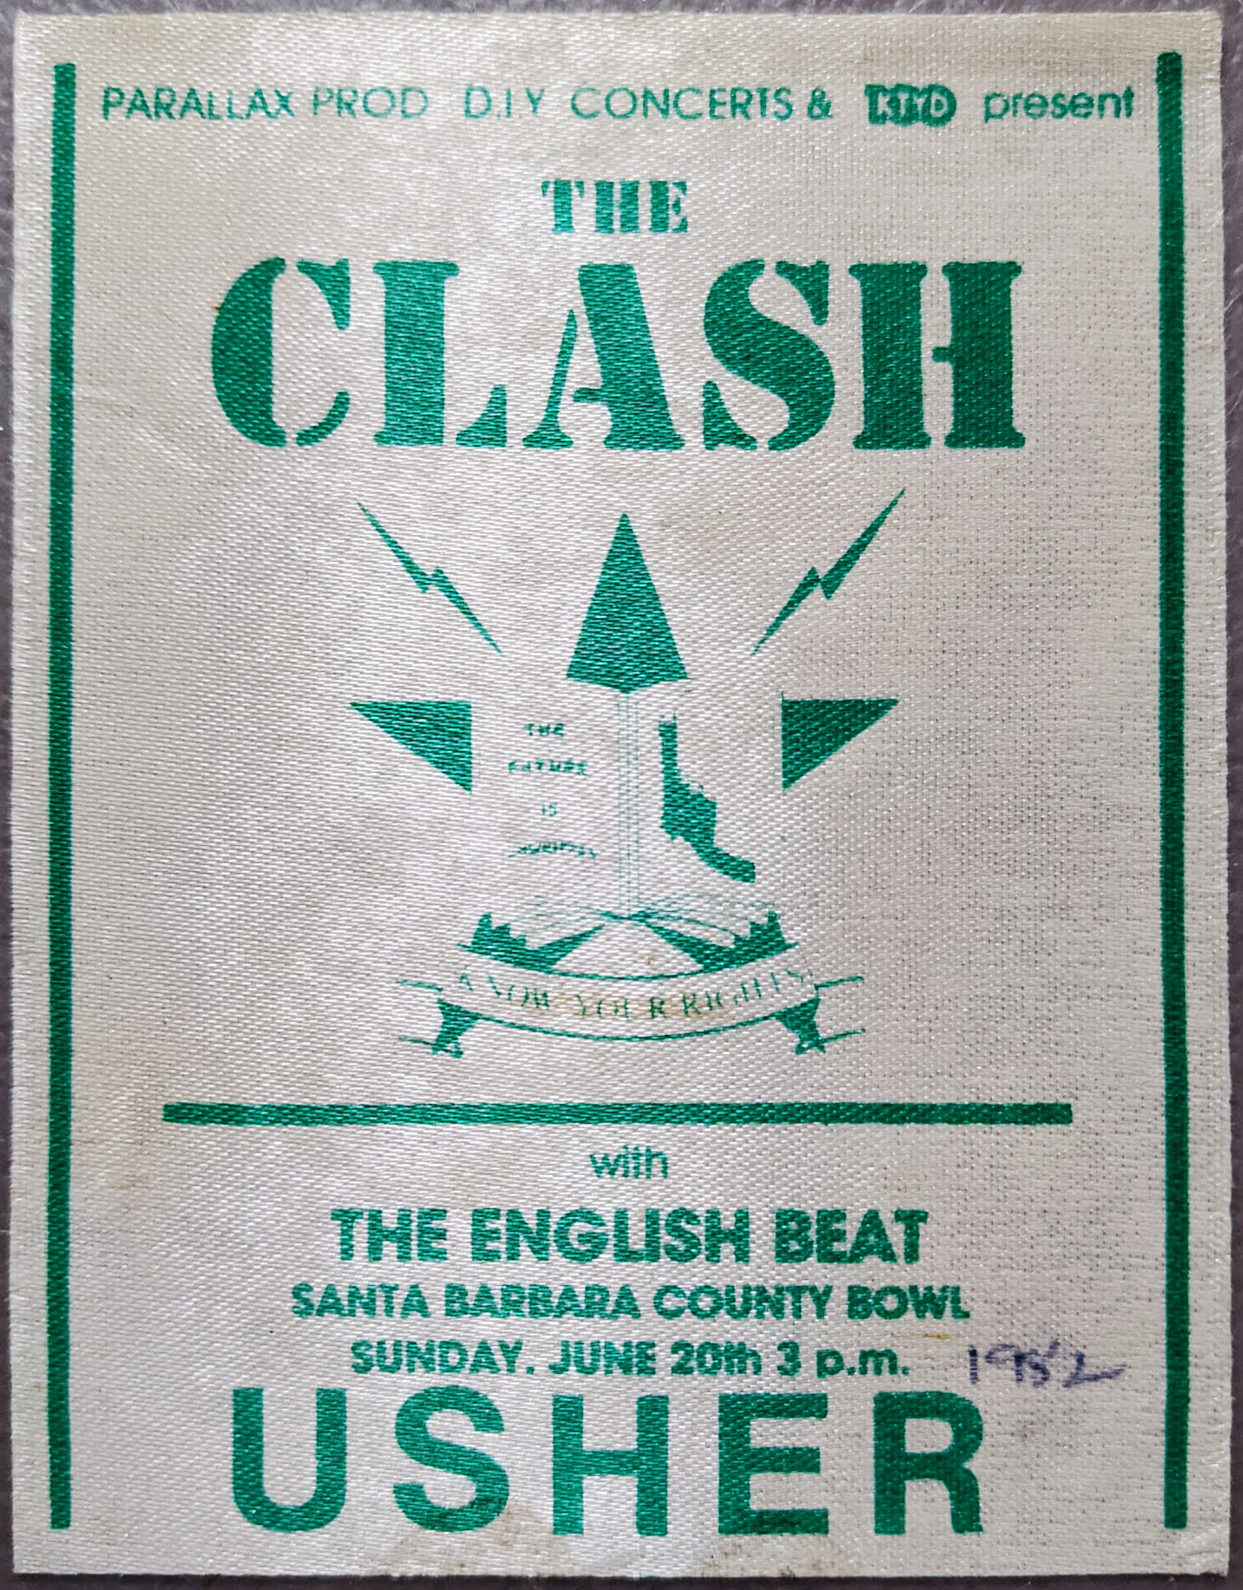 PARALLAX PROD D.I.Y CONCERTS & KTYD present
THE
CLASH
THE
FUTURE
IS
KNOW YOUR RIGHTS
with
THE ENGLISH BEAT
SANTA BARBARA COUNTY BOWL
SUNDAY. JUNE 20th 3 p.m. 1982
USHER